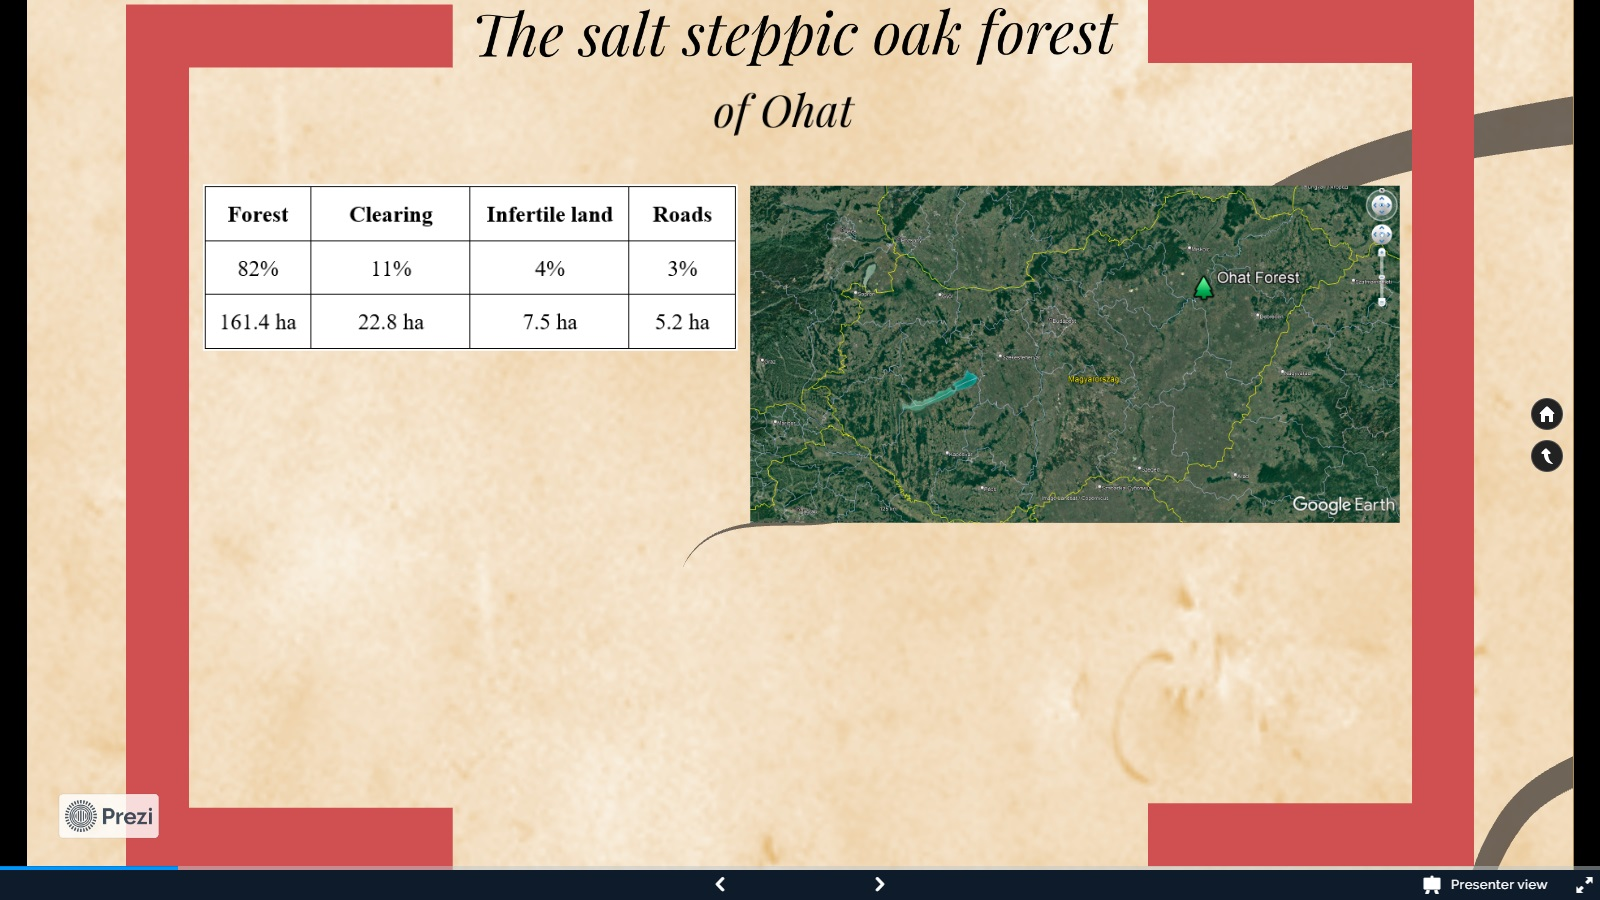 The salt steppic oak forest
of Ohat
Forest Clearing Infertile land Roads
82% 11% 4% 3%
161.4 ha 22.8 ha 7.5 ha 5.2 ha
Ohat Forest
Budapest
Magyarország
Google Earth
Prezi
Presenter view